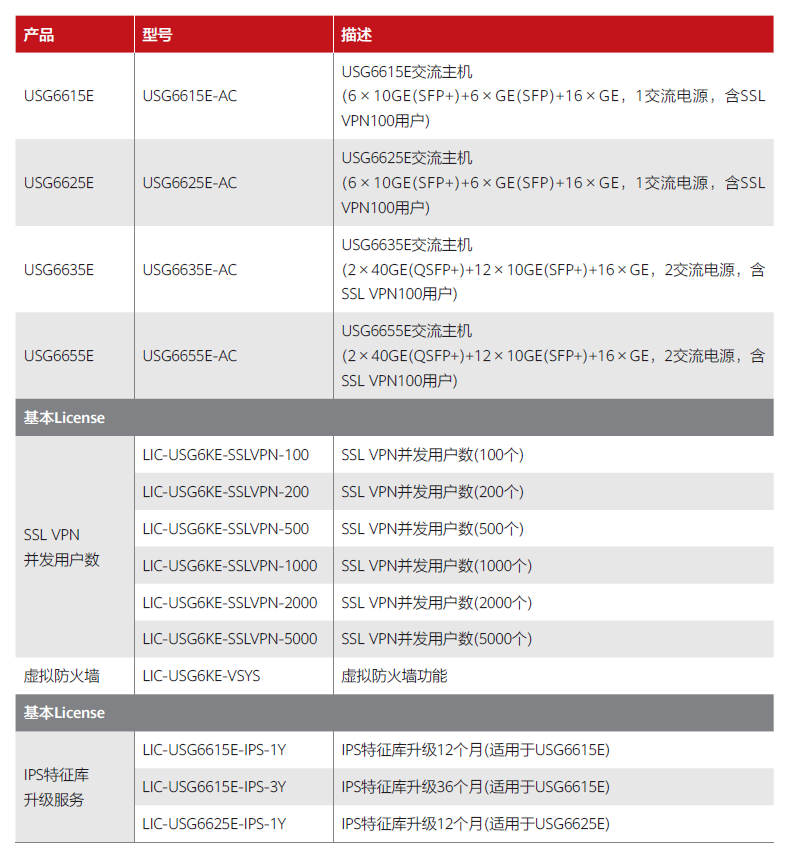 产品 型号 描述
USG6615E USG6615E-AC USG6615E交流主机
(6×10GE(SFP+)+6×GE(SFP)+16×GE，1交流电源，含SSL
VPN100用户)
USG6625E USG6625E-AC USG6625E交流主机
(6×10GE(SFP+)+6×GE(SFP)+16×GE，1交流电源，含SSL
VPN100用户)
USG6635E USG6635E-AC USG6635E交流主机
(2×40GE(QSFP+)+12×10GE(SFP+)+16×GE，2交流电源，含
SSL VPN100用户)
USG6655E USG6655E-AC USG6655E交流主机
(2×40GE(QSFP+)+12×10GE(SFP+)+16×GE，2交流电源，含
SSL VPN100用户)
基本License
SSL VPN
并发用户数
LIC-USG6KE-SSLVPN-100 SSL VPN并发用户数(100个)
LIC-USG6KE-SSLVPN-200 SSL VPN并发用户数(200个)
LIC-USG6KE-SSLVPN-500 SSL VPN并发用户数(500个)
LIC-USG6KE-SSLVPN-1000 SSL VPN并发用户数(1000个)
LIC-USG6KE-SSLVPN-2000 SSL VPN并发用户数(2000个)
LIC-USG6KE-SSLVPN-5000 SSL VPN并发用户数(5000个)
虚拟防火墙 LIC-USG6KE-VSYS 虚拟防火墙功能
基本License
IPS特征库
升级服务
LIC-USG6615E-IPS-1Y IPS特征库升级12个月(适用于USG6615E)
LIC-USG6615E-IPS-3Y IPS特征库升级36个月(适用于USG6615E)
LIC-USG6625E-IPS-1Y IPS特征库升级12个月(适用于USG6625E)